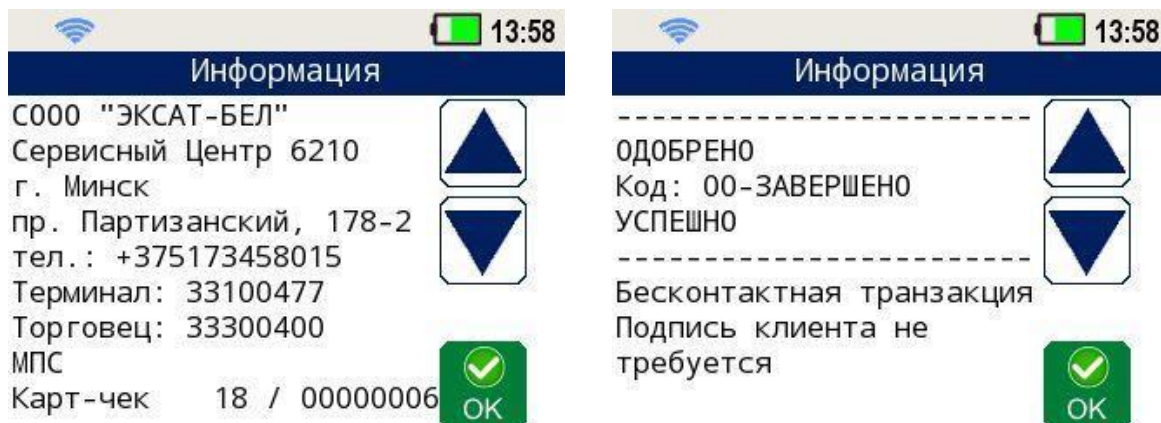 13:58
Информация
СООО "ЭКСАТ-БЕЛ"
Сервисный Центр 6210
г. Минск
пр. Партизанский, 178-2
тел.: +375173458015
Терминал: 33100477
Торговец: 33300400
МПС
Карт-чек 18 / 00000006
OK
13:58
Информация
------------------------
ОДОБРЕНО
Код: 00-ЗАВЕРШЕНО
УСПЕШНО
------------------------
Бесконтактная транзакция
Подпись клиента не
требуется
OK